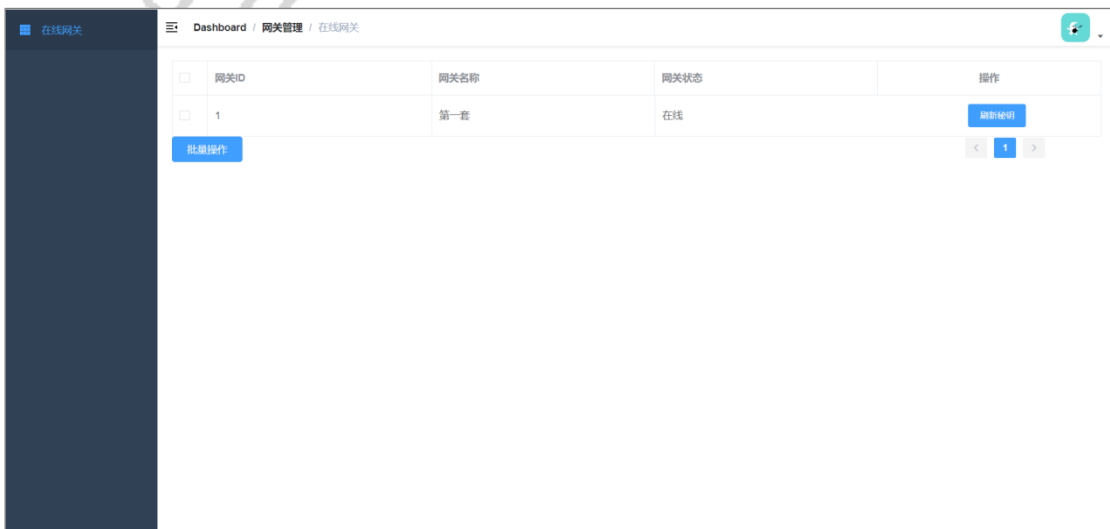 在线网关
Dashboard / 网关管理 / 在线网关
网关ID 网关名称 网关状态 操作
1 第一套 在线 刷新秘钥
批量操作 < 1 >